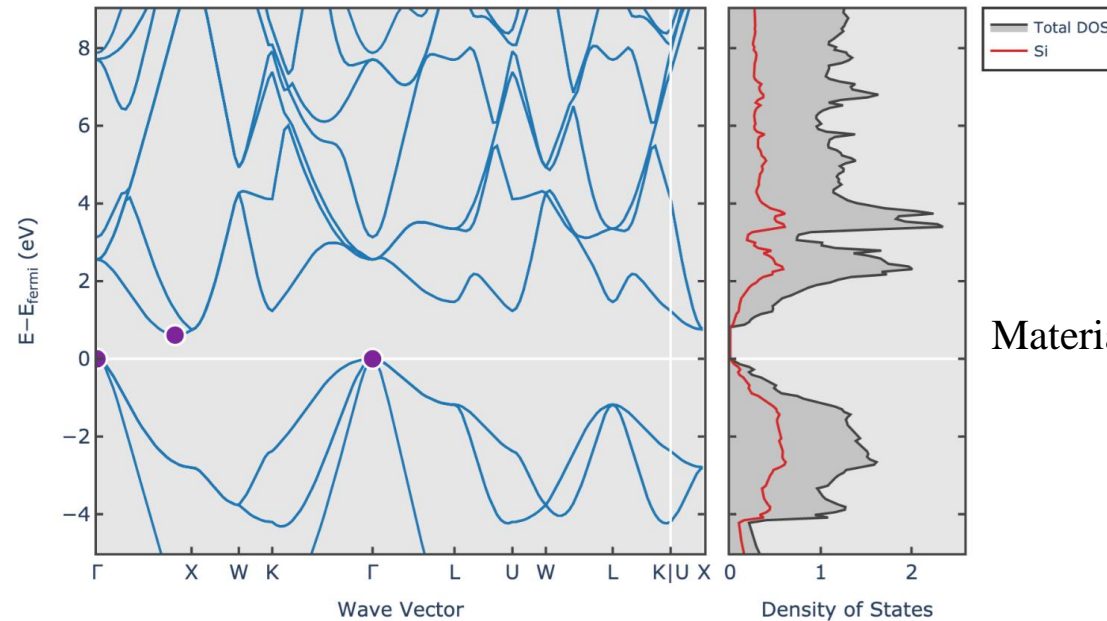 8
6
4
2
0
−2
−4
E−E_fermi (eV)
Γ X W K Γ L U W L K|U X
Wave Vector
0 1 2
Density of States
Total DOS
Si
Materia